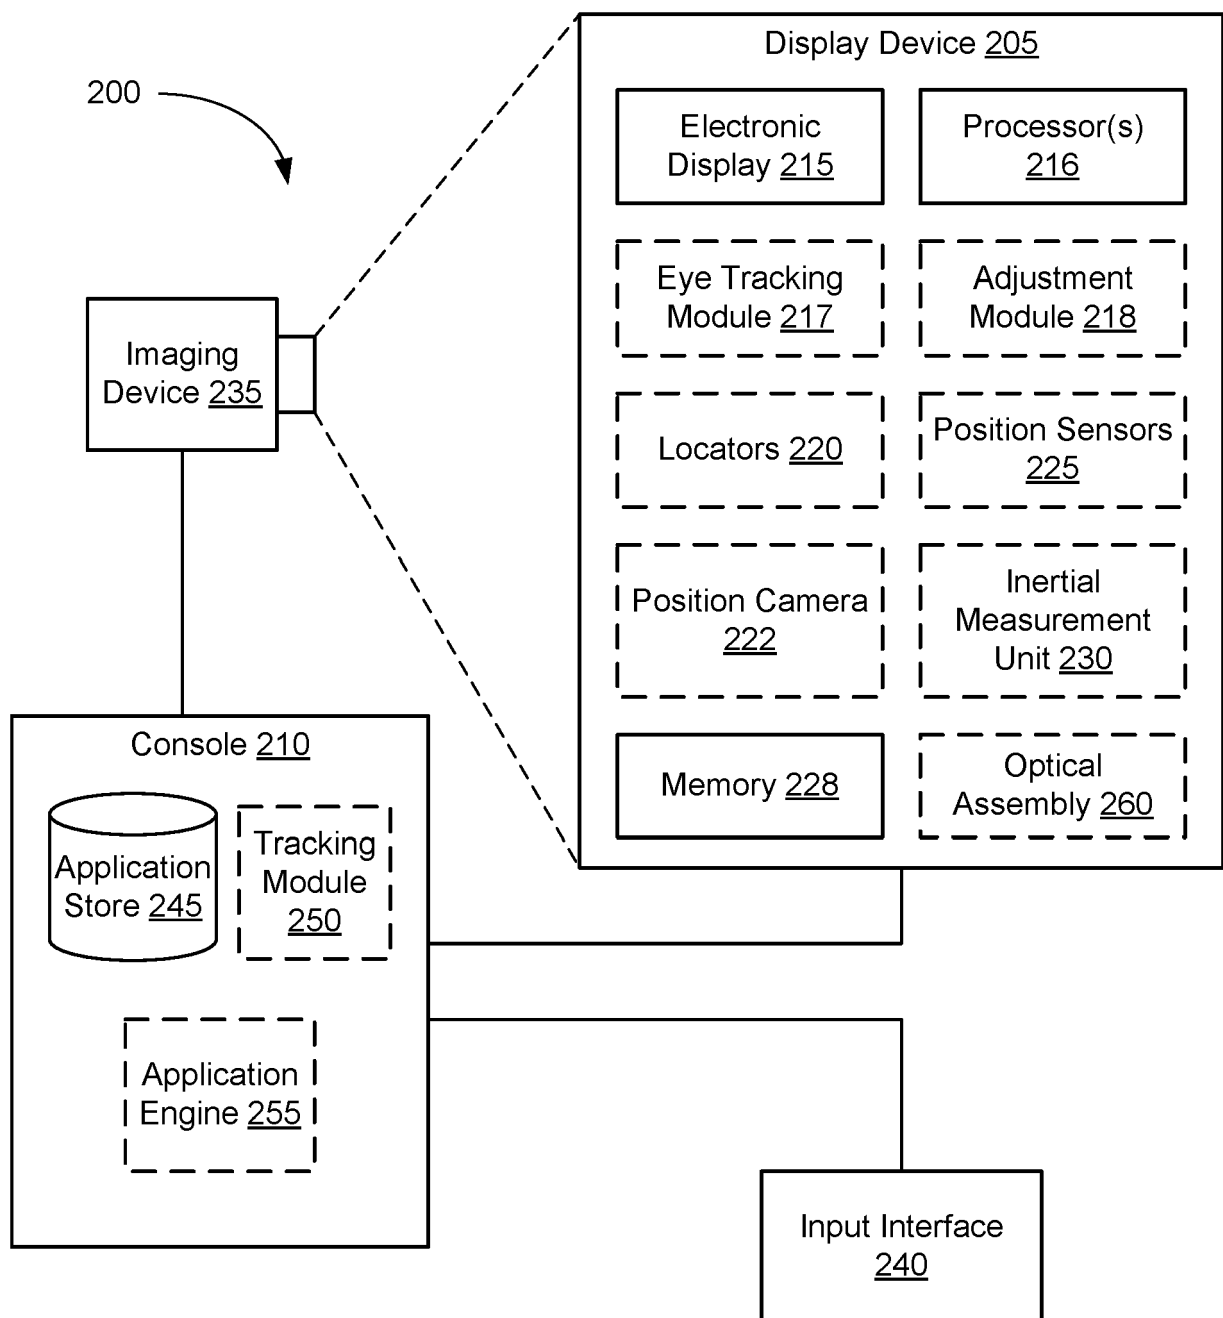 200
Display Device 205
Electronic
Display 215
Processor(s)
216
Eye Tracking
Module 217
Adjustment
Module 218
Imaging
Device 235
Locators 220
Position Sensors
225
Position Camera
222
Inertial
Measurement
Unit 230
Memory 228
Optical
Assembly 260
Console 210
Application
Store 245
Tracking
Module
250
Application
Engine 255
Input Interface
240